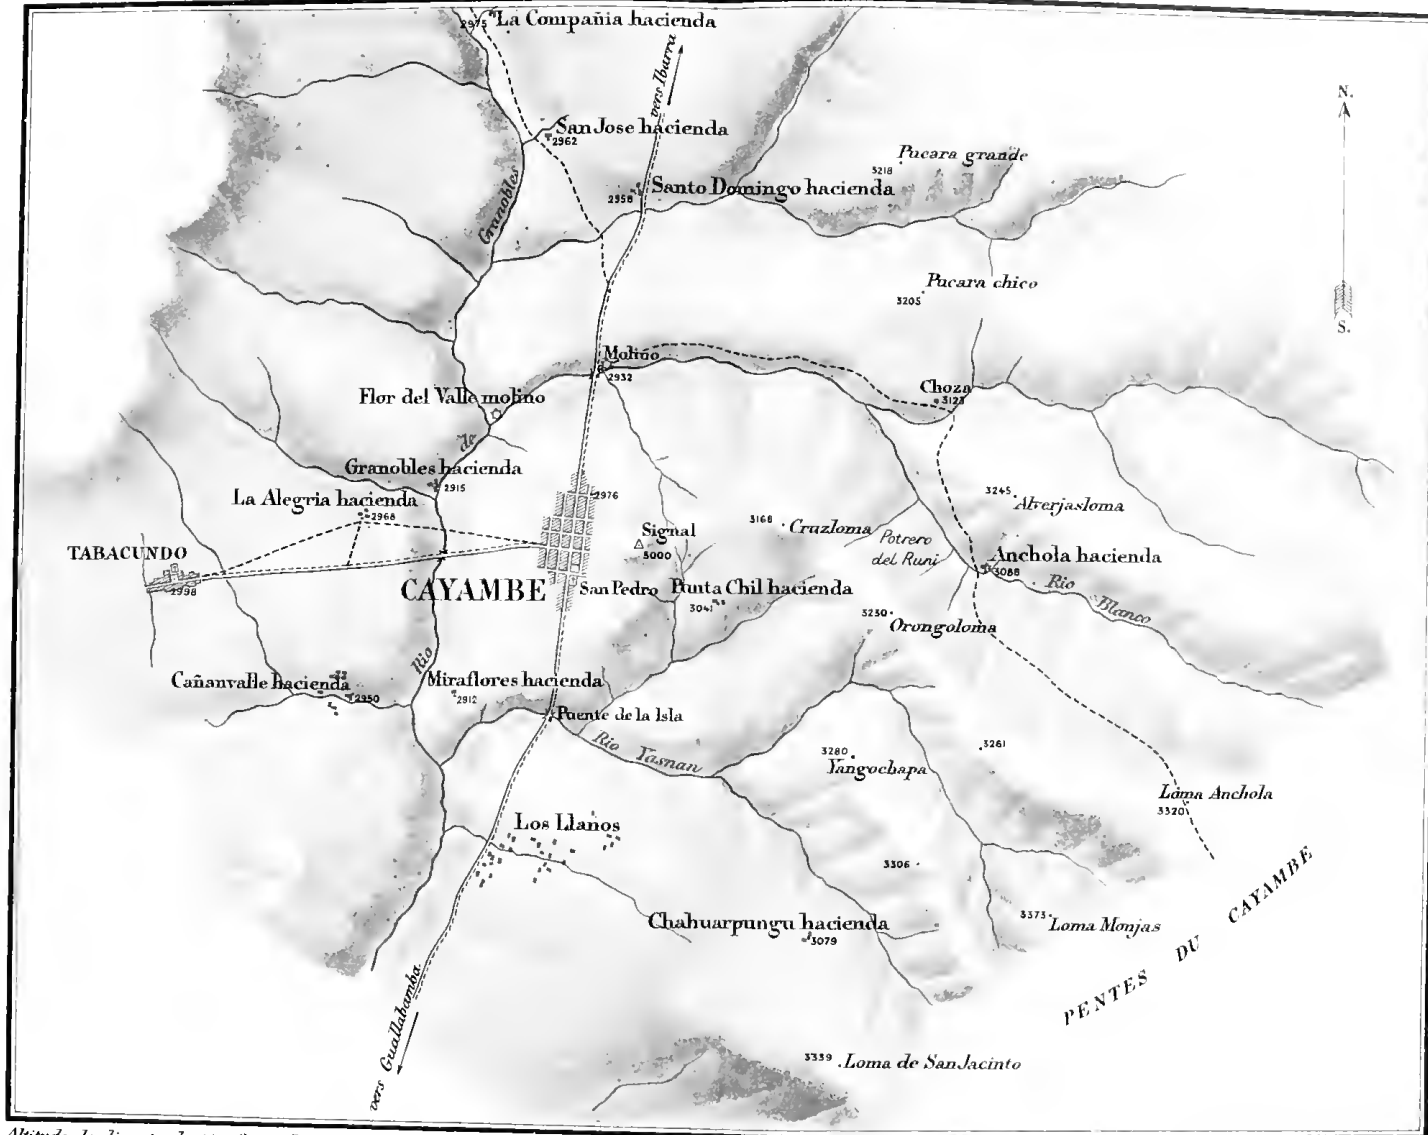 2975 La Compañia hacienda
vers Ibarra
N.
San Jose hacienda
2962
Pucara grande
3218
Granobles
Santo Domingo hacienda
2958
Pucara chico
3205
S.
Molino
2932
Choza
3123
Flor del Valle molino
de
Granobles hacienda
2915
La Alegria hacienda
2968
2976
3245
Alverjasloma
Signal
3000
3168 Cruzloma
Potrero
del Runi
TABACUNDO
2998
CAYAMBE
Anchola hacienda
3088
Rio Blanco
San Pedro
Punta Chil hacienda
3041
3230
Orongoloma
Rio
Cañanvalle hacienda
2950
Miraflores hacienda
2912
Puente de la Isla
Rio Yasnan
3280
Yangochapa
3261
Loma Anchola
3320
Los Llanos
3306
PENTES DU CAYAMBE
Chahuarpungu hacienda
3079
3373 Loma Monjas
vers Guallabamba
3339 Loma de San Jacinto